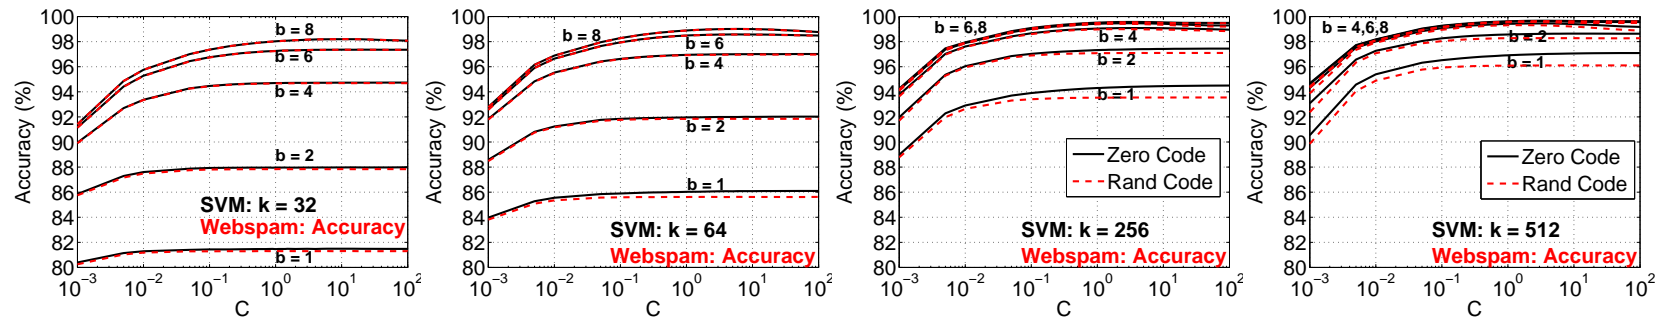 100
98
96
94
92
90
88
86
84
82
80
Accuracy (%)
b = 8
b = 6
b = 4
b = 2
SVM: k = 32
Webspam: Accuracy
b = 1
10^−3 10^−2 10^−1 10^0 10^1 10^2
C
100
98
96
94
92
90
88
86
84
82
80
Accuracy (%)
b = 8
b = 6
b = 4
b = 2
b = 1
SVM: k = 64
Webspam: Accuracy
10^−3 10^−2 10^−1 10^0 10^1 10^2
C
100
98
96
94
92
90
88
86
84
82
80
Accuracy (%)
b = 6,8
b = 4
b = 2
b = 1
Zero Code
Rand Code
SVM: k = 256
Webspam: Accuracy
10^−3 10^−2 10^−1 10^0 10^1 10^2
C
100
98
96
94
92
90
88
86
84
82
80
Accuracy (%)
b = 4,6,8
b = 2
b = 1
Zero Code
Rand Code
SVM: k = 512
Webspam: Accuracy
10^−3 10^−2 10^−1 10^0 10^1 10^2
C